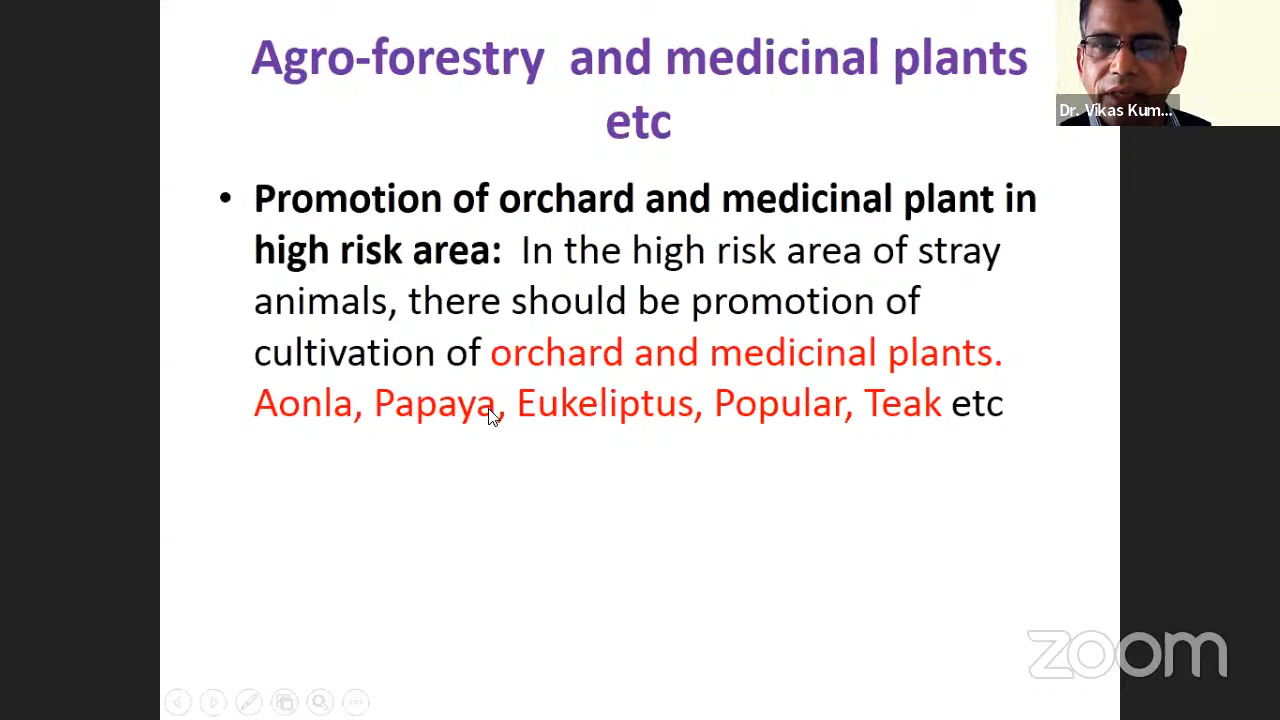 Agro-forestry and medicinal plants
etc
Dr. Vikas Kum...
• Promotion of orchard and medicinal plant in
high risk area: In the high risk area of stray
animals, there should be promotion of
cultivation of orchard and medicinal plants.
Aonla, Papaya, Eukeliptus, Popular, Teak etc
zoom